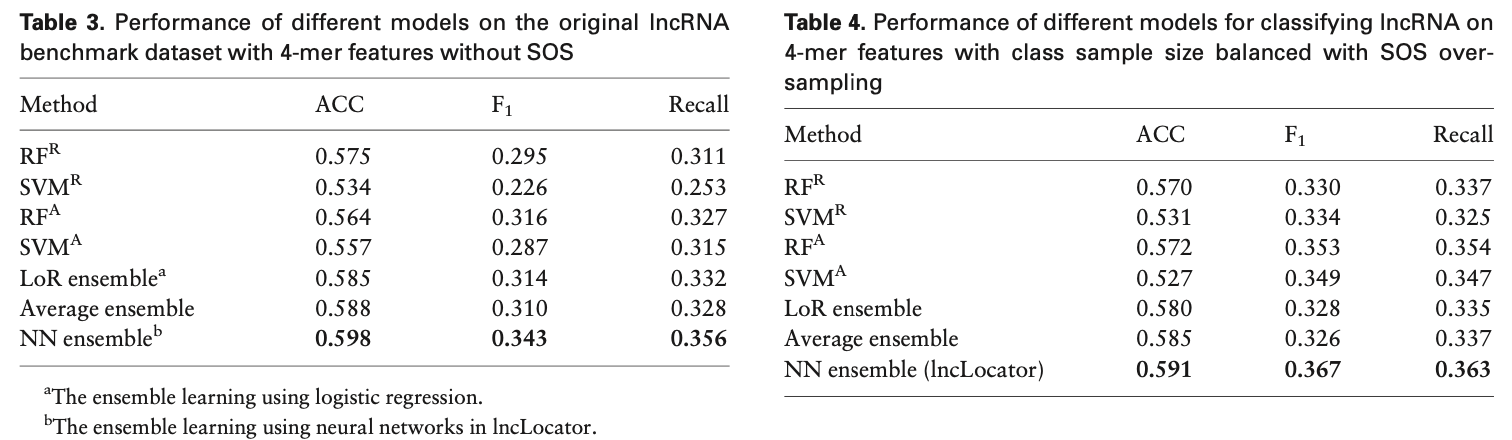 Table 3. Performance of different models on the original lncRNA
benchmark dataset with 4-mer features without SOS
Method ACC F1 Recall
RF^R 0.575 0.295 0.311
SVM^R 0.534 0.226 0.253
RF^A 0.564 0.316 0.327
SVM^A 0.557 0.287 0.315
LoR ensemble^a 0.585 0.314 0.332
Average ensemble 0.588 0.310 0.328
NN ensemble^b 0.598 0.343 0.356
^aThe ensemble learning using logistic regression.
^bThe ensemble learning using neural networks in lncLocator.
Table 4. Performance of different models for classifying lncRNA on
4-mer features with class sample size balanced with SOS over-
sampling
Method ACC F1 Recall
RF^R 0.570 0.330 0.337
SVM^R 0.531 0.334 0.325
RF^A 0.572 0.353 0.354
SVM^A 0.527 0.349 0.347
LoR ensemble 0.580 0.328 0.335
Average ensemble 0.585 0.326 0.337
NN ensemble (lncLocator) 0.591 0.367 0.363